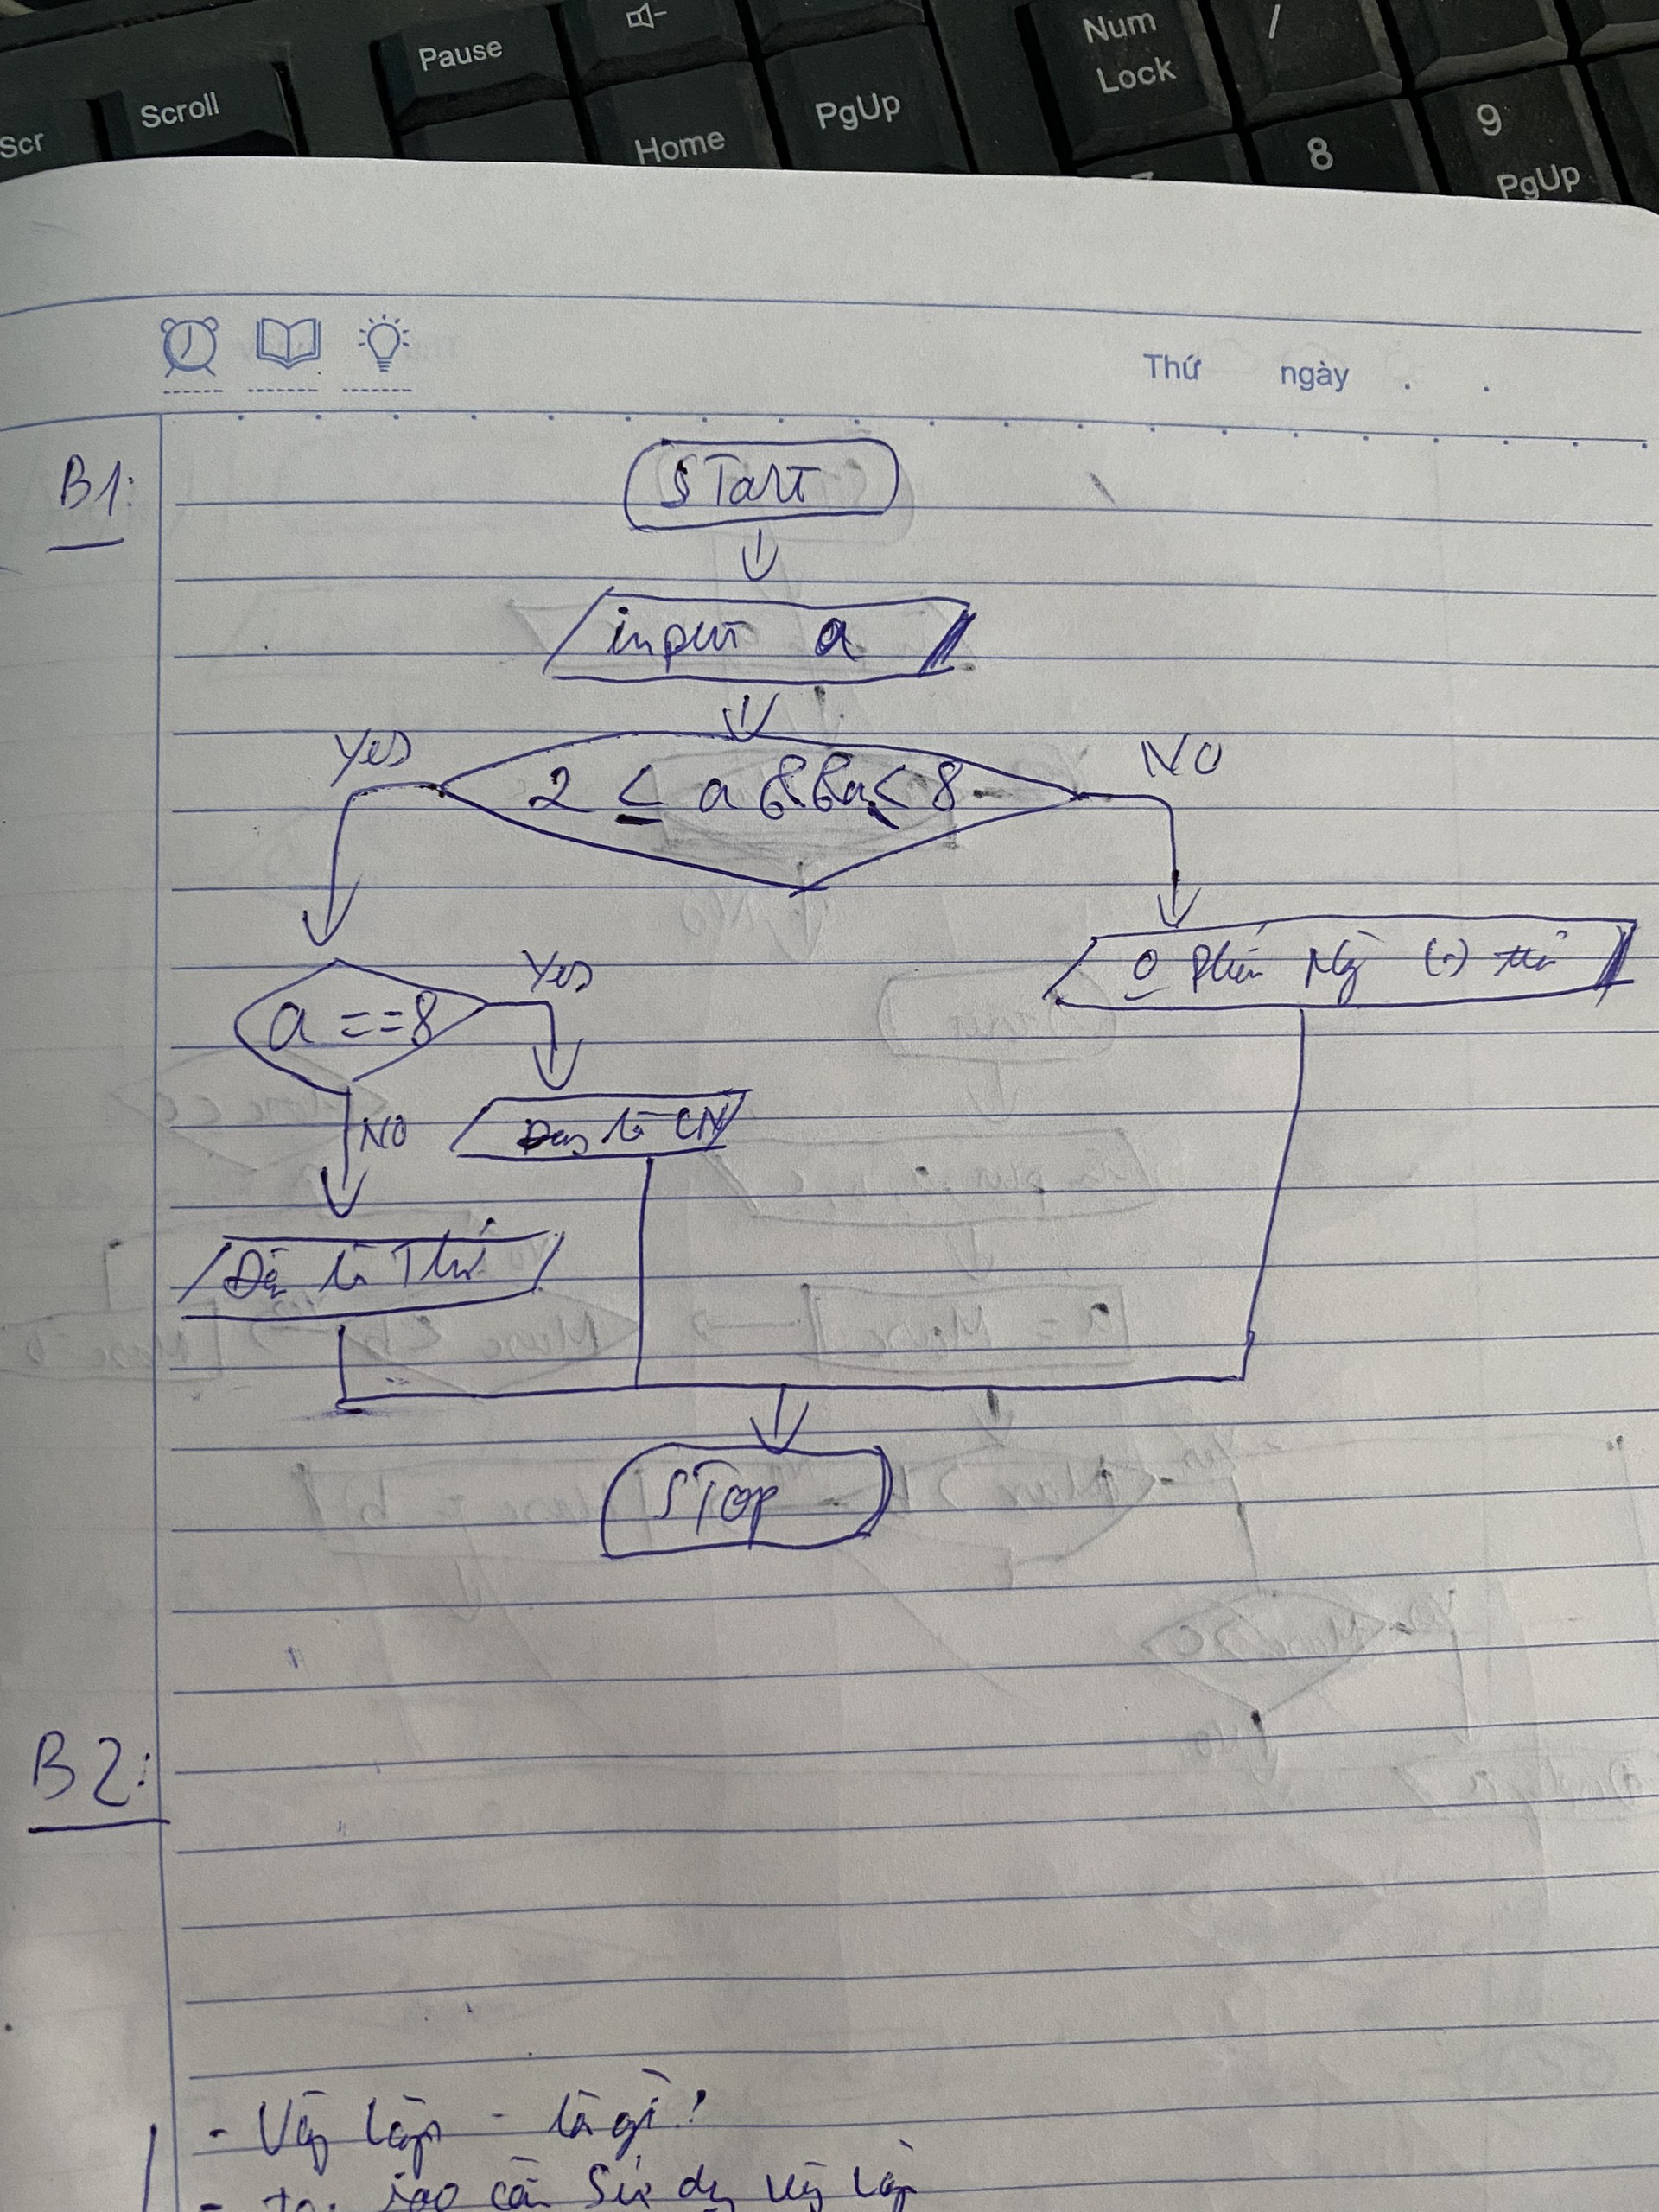 Pause
Num
Lock
/
Scr
Scroll
Home
PgUp
8
9
PgUp
Thứ ngày . .
B1:
START
input a
Yes
NO
2 ≤ a && a ≤ 8
a == 8
Yes
0 phải Ngày (.) tuần
NO
Đây là CN
Đây là Thứ
STOP
B2:
- Vòng lặp - là gì?
- tại sao cần sử dụng vòng lặp